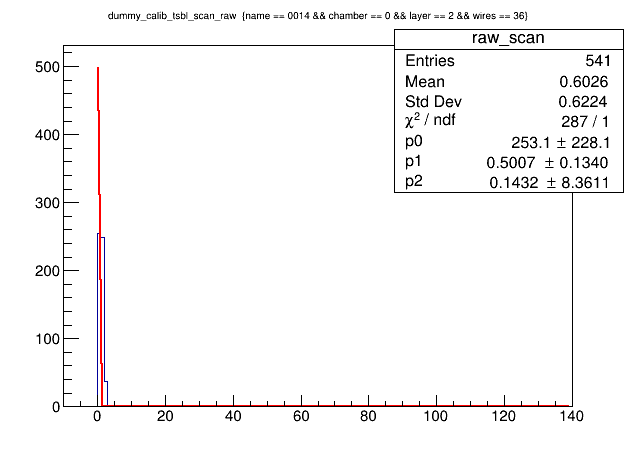 dummy_calib_tsbl_scan_raw {name == 0014 && chamber == 0 && layer == 2 && wires == 36}
raw_scan
Entries 541
Mean 0.6026
Std Dev 0.6224
χ² / ndf 287 / 1
p0 253.1 ± 228.1
p1 0.5007 ± 0.1340
p2 0.1432 ± 8.3611
500
400
300
200
100
0
0 20 40 60 80 100 120 140